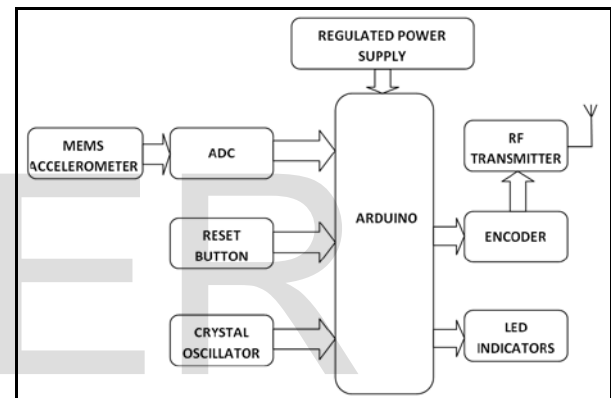 REGULATED POWER
SUPPLY
MEMS
ACCELEROMETER
ADC
RESET
BUTTON
CRYSTAL
OSCILLATOR
ARDUINO
RF
TRANSMITTER
ENCODER
LED
INDICATORS
ER